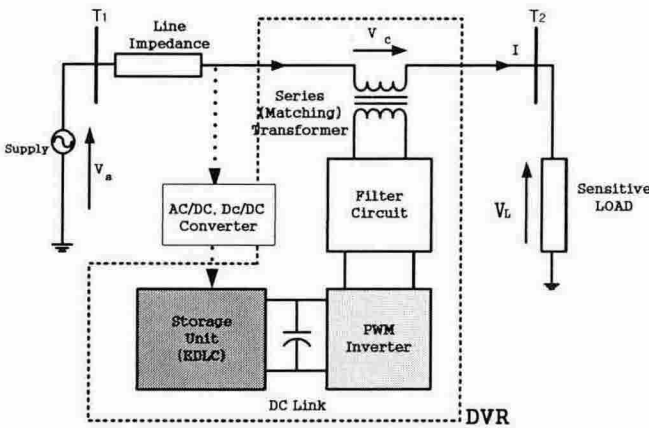 T1
Line
Impedance
Vc
I
T2
Series
(Matching)
Transformer
Supply
Vs
AC/DC, Dc/DC
Converter
Filter
Circuit
VL
Sensitive
LOAD
Storage
Unit
(EDLC)
PWM
Inverter
DC Link
DVR